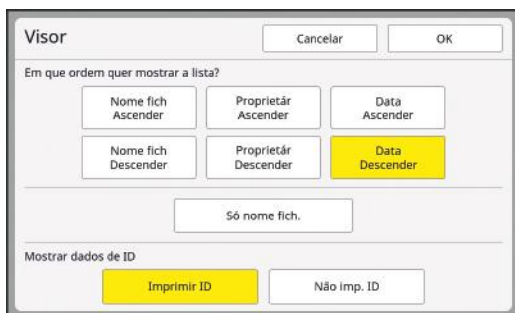 Visor
Cancelar
OK
Em que ordem quer mostrar a lista?
Nome fich
Ascender
Proprietár
Ascender
Data
Ascender
Nome fich
Descender
Proprietár
Descender
Data
Descender
Só nome fich.
Mostrar dados de ID
Imprimir ID
Não imp. ID